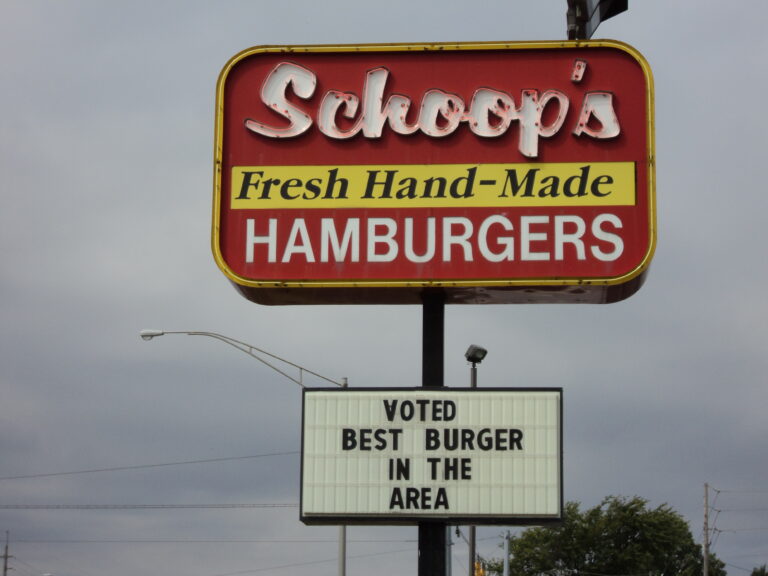 Schoop's
Fresh Hand-Made
HAMBURGERS
VOTED
BEST BURGER
IN THE
AREA